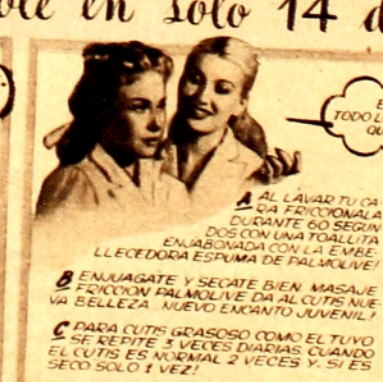 en solo 14
TODO
A AL LAVAR TU CA-
RA FRICCIONALA
DURANTE 60 SEGUN-
DOS CON UNA TOALLITA
ENJABONADA CON LA EMBE-
LLECEDORA ESPUMA DE PALMOLIVE!
B ENJUAGATE Y SECATE BIEN. MASAJE
FRICCION PALMOLIVE DA AL CUTIS NUE-
VA BELLEZA... NUEVO ENCANTO JUVENIL!
C PARA CUTIS GRASOSO COMO EL TUYO
SE REPITE 3 VECES DIARIAS. CUANDO
EL CUTIS ES NORMAL 2 VECES Y. SI ES
SECO SOLO 1 VEZ!